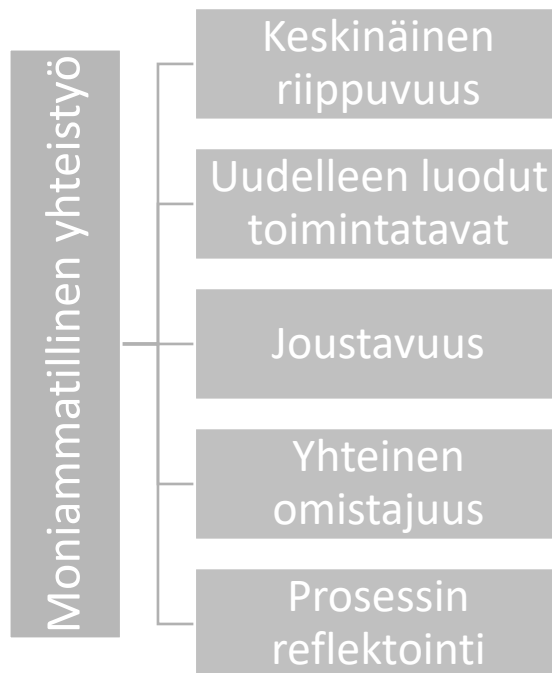 Moniammatillinen yhteistyö
Keskinäinen
riippuvuus
Uudelleen luodut
toimintatavat
Joustavuus
Yhteinen
omistajuus
Prosessin
reflektointi